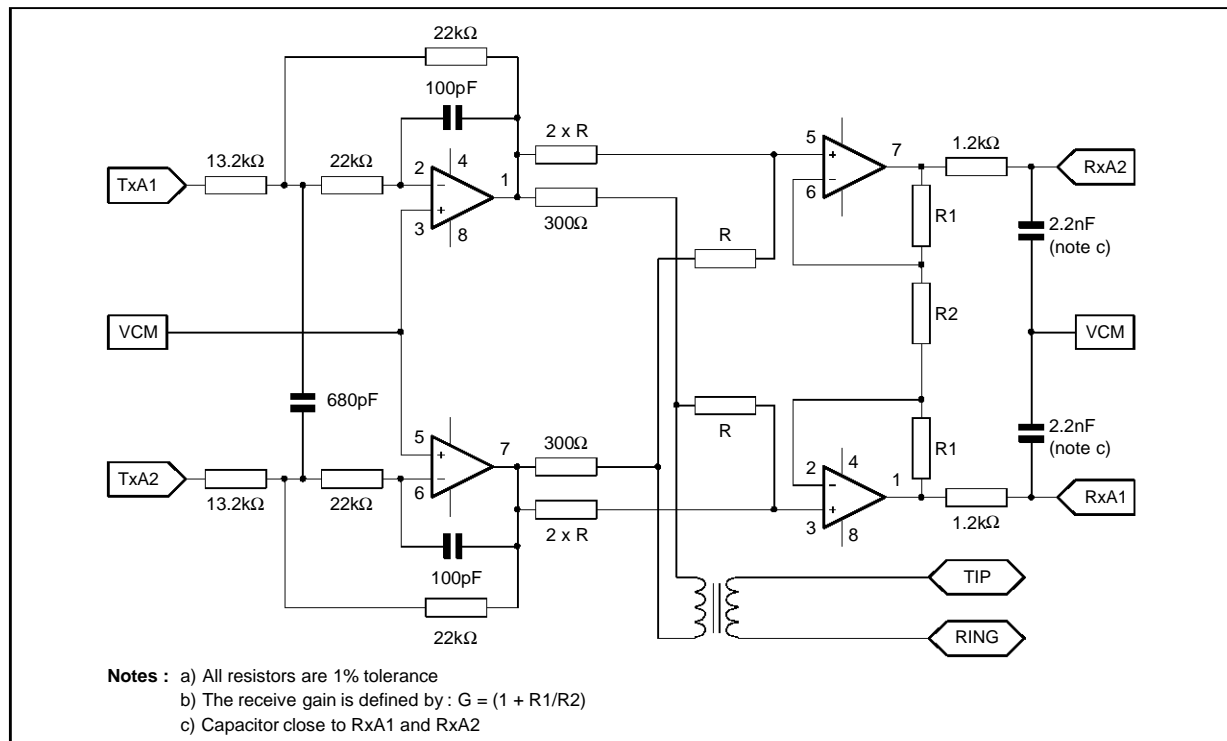 22kΩ
100pF
2 x R
13.2kΩ
22kΩ
TxA1
2
4
1
3
8
300Ω
5
7
6
1.2kΩ
RxA2
R1
2.2nF
(note c)
R
VCM
R2
VCM
680pF
R
5
7
6
300Ω
R1
2.2nF
(note c)
TxA2
13.2kΩ
22kΩ
2
4
1
3
8
RxA1
1.2kΩ
2 x R
100pF
22kΩ
TIP
RING
Notes : a) All resistors are 1% tolerance
b) The receive gain is defined by : G = (1 + R1/R2)
c) Capacitor close to RxA1 and RxA2